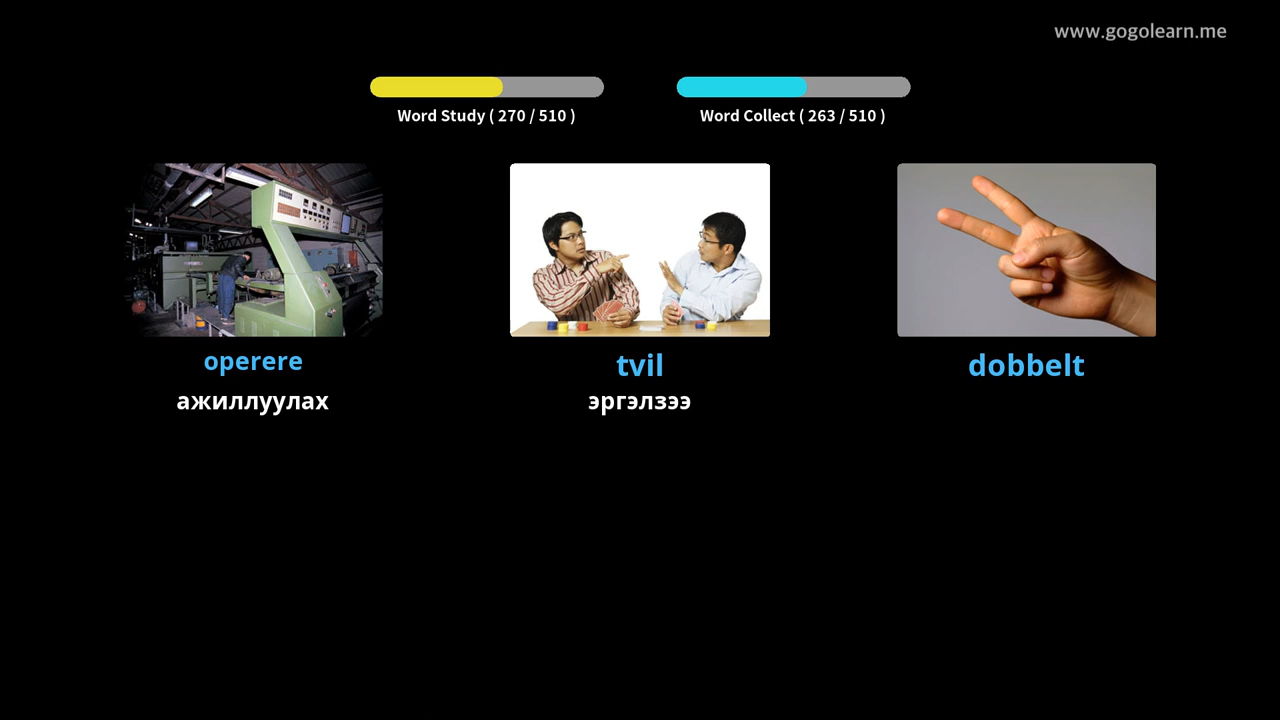 www.gogolearn.me
Word Study ( 270 / 510 )
Word Collect ( 263 / 510 )
operere
ажиллуулах
tvil
эргэлзээ
dobbelt